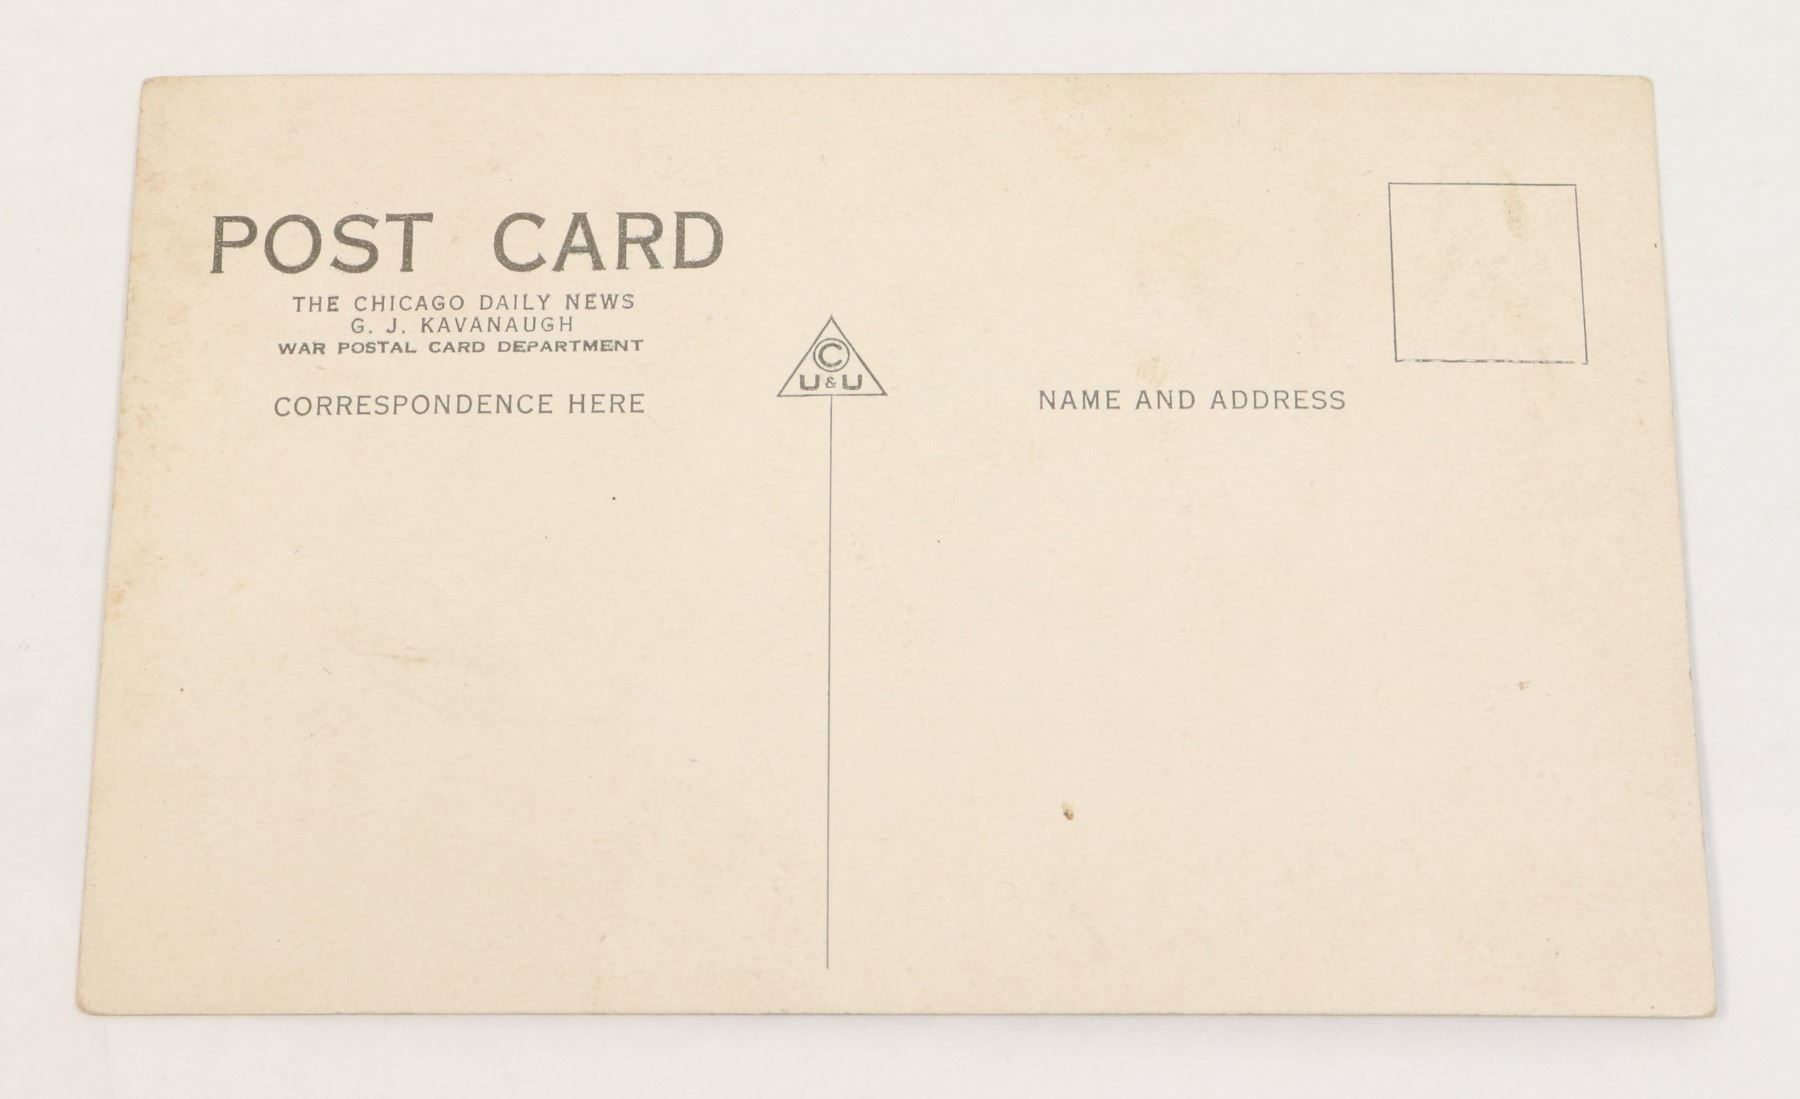 POST CARD
THE CHICAGO DAILY NEWS
G. J. KAVANAUGH
WAR POSTAL CARD DEPARTMENT
CORRESPONDENCE HERE
©
U & U
NAME AND ADDRESS